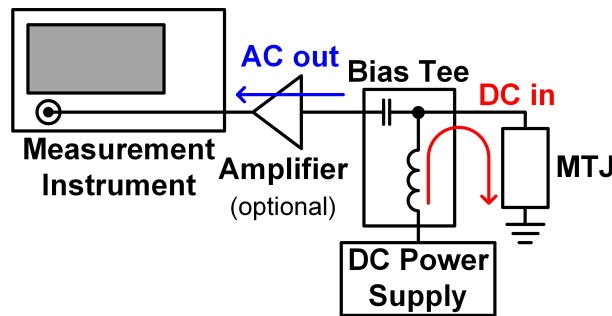 AC out
Bias Tee
DC in
Measurement
Instrument
Amplifier
(optional)
MTJ
DC Power
Supply